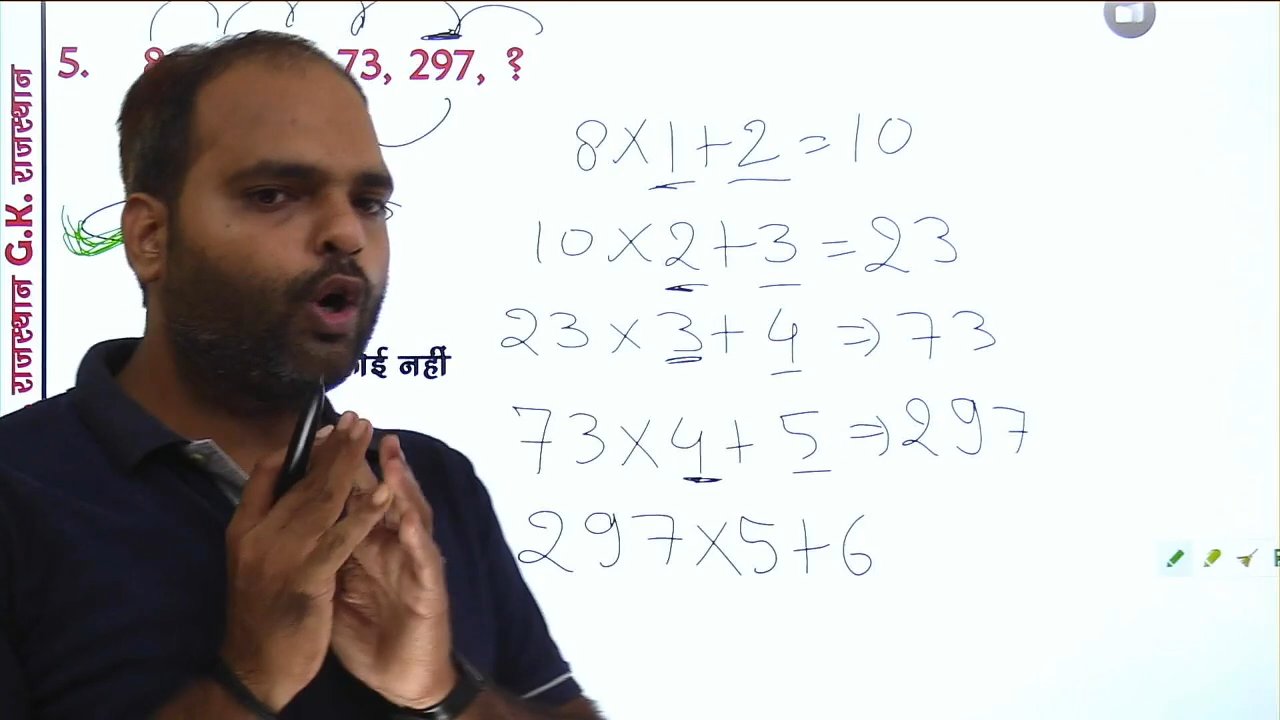 राजस्थान G.K. राजस्थान
5. 8 73, 297, ?
8×1+2=10
10×2+3=23
23×3+4⇒73
नहीं
73×4+5⇒297
297×5+6